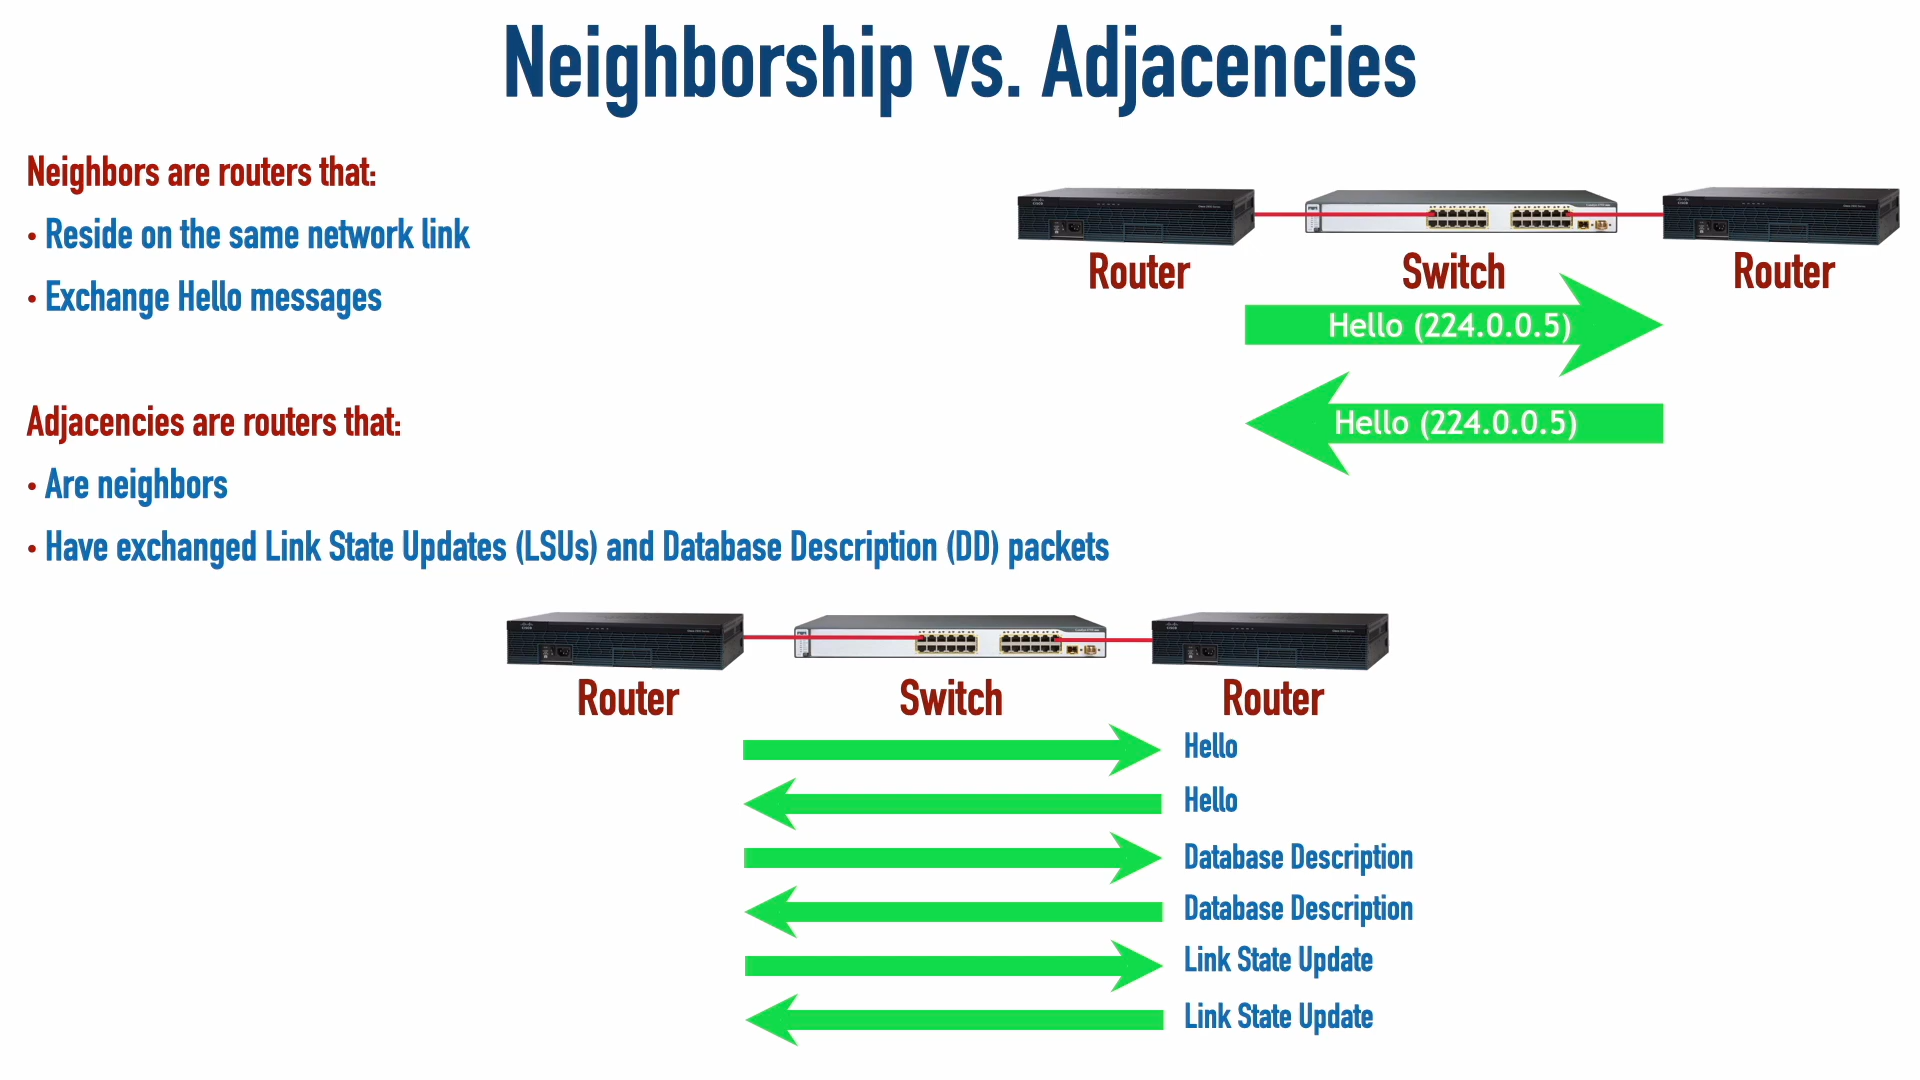 Neighborship vs. Adjacencies
Neighbors are routers that:
• Reside on the same network link
• Exchange Hello messages
Router
Switch
Router
Hello (224.0.0.5)
Hello (224.0.0.5)
Adjacencies are routers that:
• Are neighbors
• Have exchanged Link State Updates (LSUs) and Database Description (DD) packets
Router
Switch
Router
Hello
Hello
Database Description
Database Description
Link State Update
Link State Update